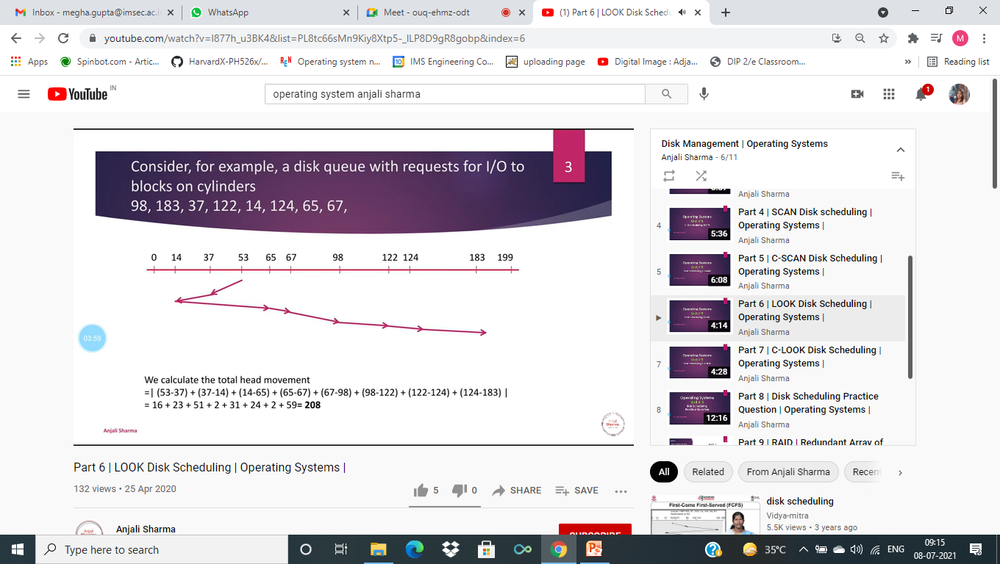 Inbox - megha.gupta@imsec.ac.i
WhatsApp
Meet - ouq-ehmz-odt
(1) Part 6 | LOOK Disk Schedu
youtube.com/watch?v=I877h_u3BK4&list=PL8tc66sMn9Kiy8Xtp5-_lLP8D9gR8gobp&index=6
M
Apps
Spinbot.com - Artic...
HarvardX-PH526x/...
Operating system n...
IMS Engineering Co...
uploading page
Digital Image : Adja...
DIP 2/e Classroom...
»
Reading list
YouTube IN
operating system anjali sharma
1
Consider, for example, a disk queue with requests for I/O to
blocks on cylinders
98, 183, 37, 122, 14, 124, 65, 67,
3
0 14 37 53 65 67 98 122 124 183 199
03:59
We calculate the total head movement
=| (53-37) + (37-14) + (14-65) + (65-67) + (67-98) + (98-122) + (122-124) + (124-183) |
= 16 + 23 + 51 + 2 + 31 + 24 + 2 + 59= 208
Anjali Sharma
Part 6 | LOOK Disk Scheduling | Operating Systems |
132 views • 25 Apr 2020
5
0
SHARE
SAVE
Anjali Sharma
SUBSCRIBE
Disk Management | Operating Systems
Anjali Sharma - 6/11
Anjali Sharma
4
5:36
Part 4 | SCAN Disk scheduling |
Operating Systems |
Anjali Sharma
5
6:08
Part 5 | C-SCAN Disk Scheduling |
Operating Systems |
Anjali Sharma
4:14
Part 6 | LOOK Disk Scheduling |
Operating Systems |
Anjali Sharma
7
4:28
Part 7 | C-LOOK Disk Scheduling |
Operating Systems |
Anjali Sharma
8
12:16
Part 8 | Disk Scheduling Practice
Question | Operating Systems |
Anjali Sharma
Part 9 | RAID | Redundant Array of
All
Related
From Anjali Sharma
Recent
First-Come First-Served (FCFS)
disk scheduling
Vidya-mitra
5.5K views • 3 years ago
Type here to search
35°C
ENG
09:15
08-07-2021